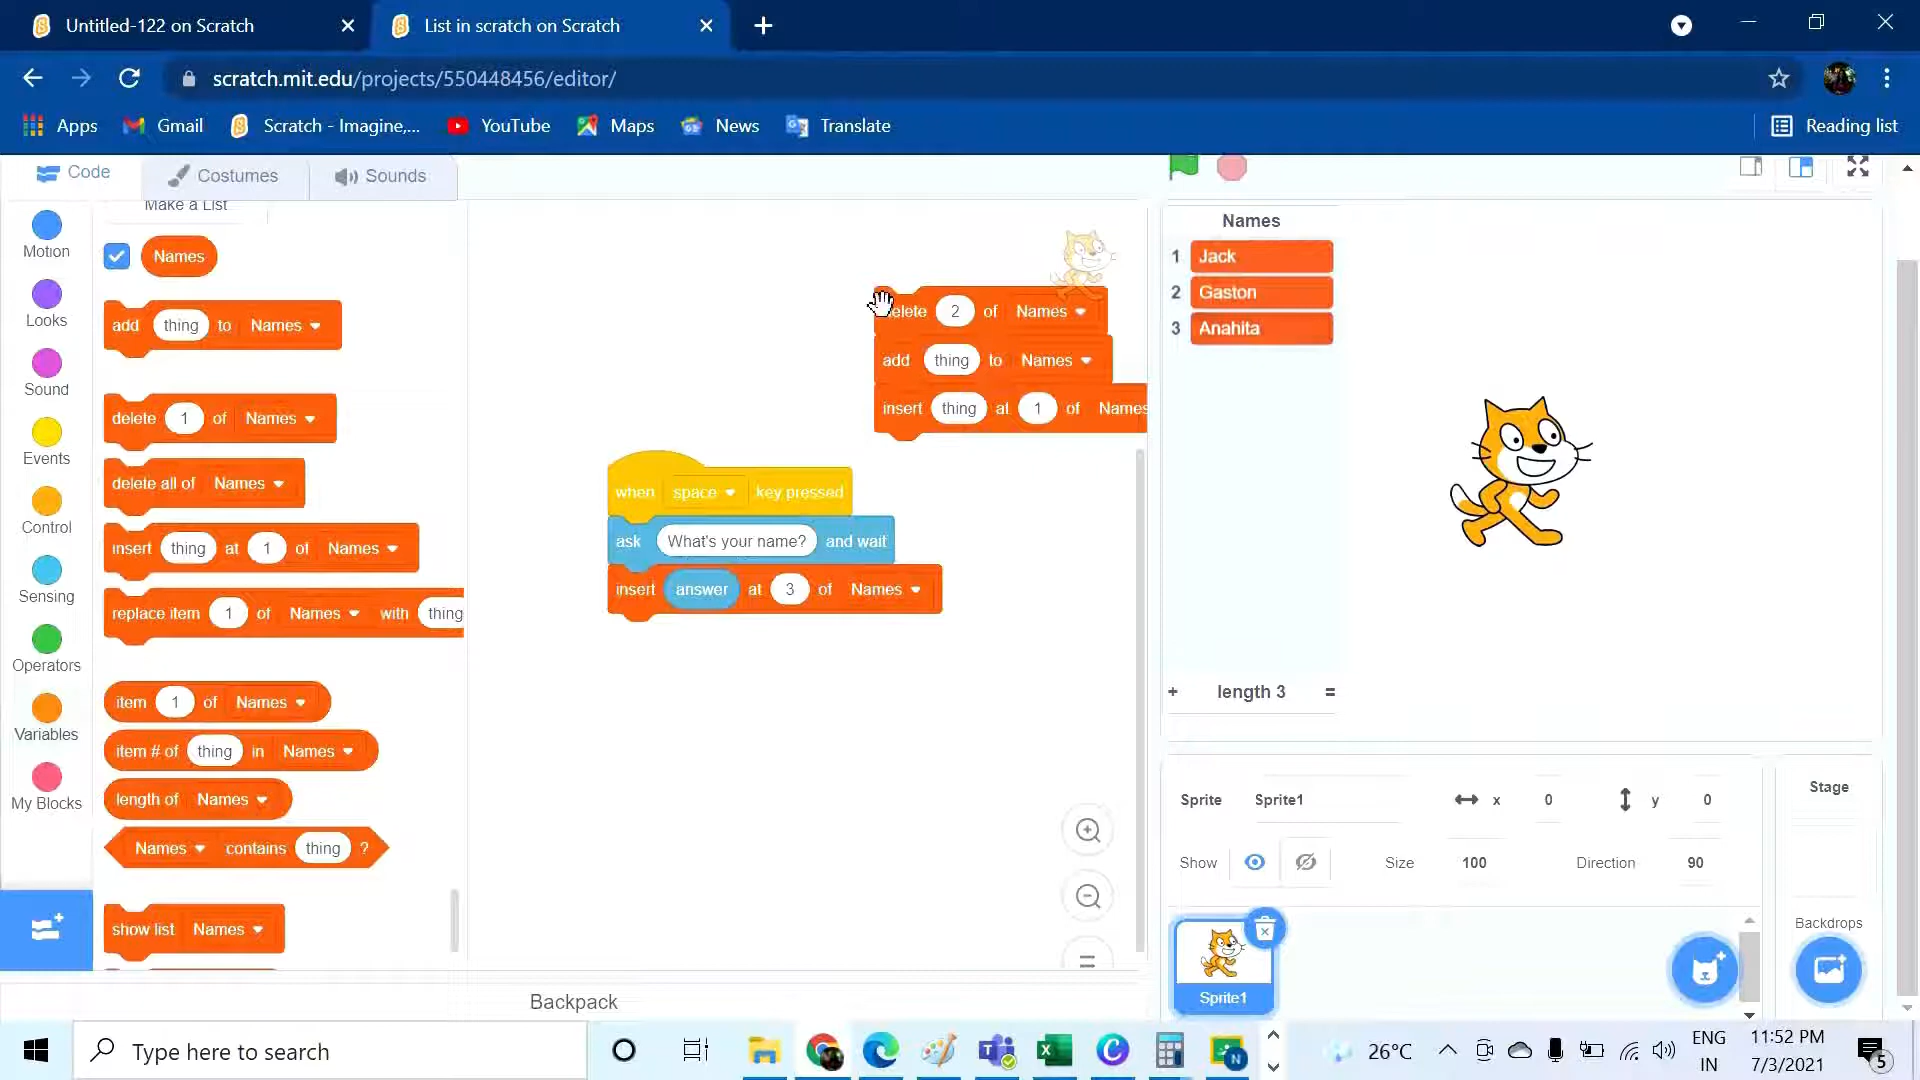 Untitled-122 on Scratch
List in scratch on Scratch
scratch.mit.edu/projects/550448456/editor/
Apps
Gmail
Scratch - Imagine,...
YouTube
Maps
News
Translate
Reading list
Code
Costumes
Sounds
Motion
Looks
Sound
Events
Control
Sensing
Operators
Variables
My Blocks
Make a List
Names
add thing to Names
delete 1 of Names
delete all of Names
insert thing at 1 of Names
replace item 1 of Names with thing
item 1 of Names
item # of thing in Names
length of Names
Names contains thing ?
show list Names
delete 2 of Names
add thing to Names
insert thing at 1 of Names
when space key pressed
ask What's your name? and wait
insert answer at 3 of Names
Backpack
Names
1 Jack
2 Gaston
3 Anahita
+ length 3 =
Sprite Sprite1 x 0 y 0
Show Size 100 Direction 90
Sprite1
Stage
Backdrops
Type here to search
26°C
ENG
IN
11:52 PM
7/3/2021
5